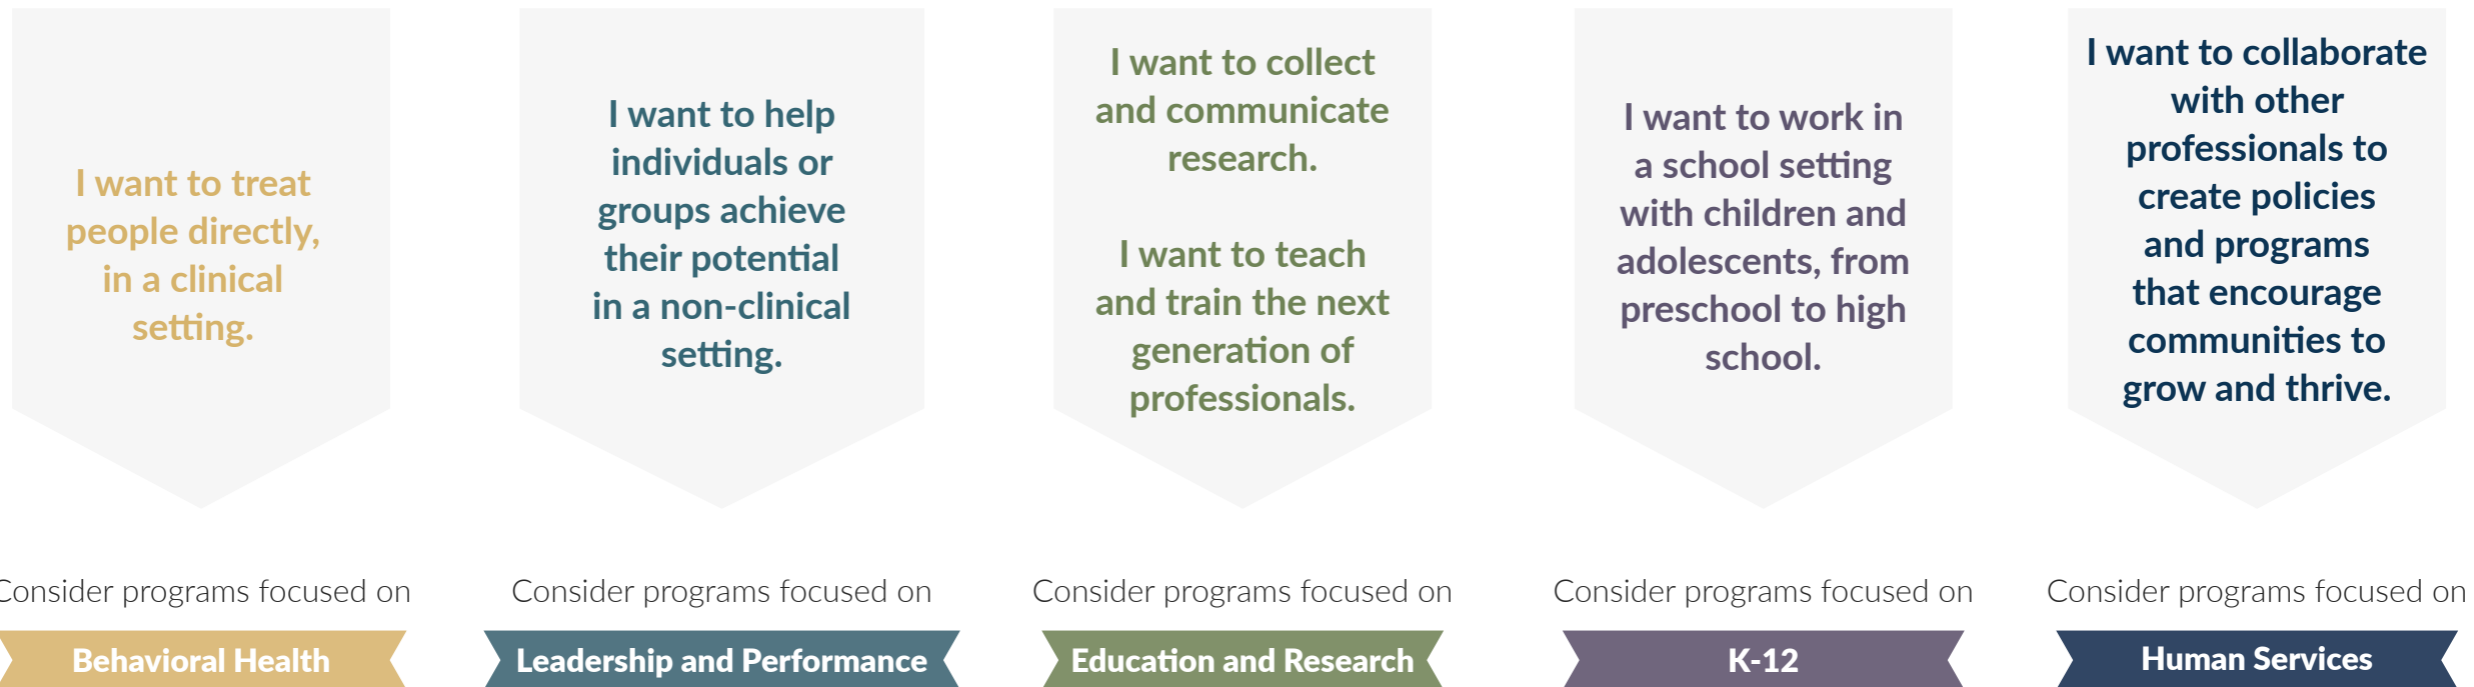 I want to treat
people directly,
in a clinical
setting.
I want to help
individuals or
groups achieve
their potential
in a non-clinical
setting.
I want to collect
and communicate
research.
I want to teach
and train the next
generation of
professionals.
I want to work in
a school setting
with children and
adolescents, from
preschool to high
school.
I want to collaborate
with other
professionals to
create policies
and programs
that encourage
communities to
grow and thrive.
Consider programs focused on
Behavioral Health
Consider programs focused on
Leadership and Performance
Consider programs focused on
Education and Research
Consider programs focused on
K-12
Consider programs focused on
Human Services